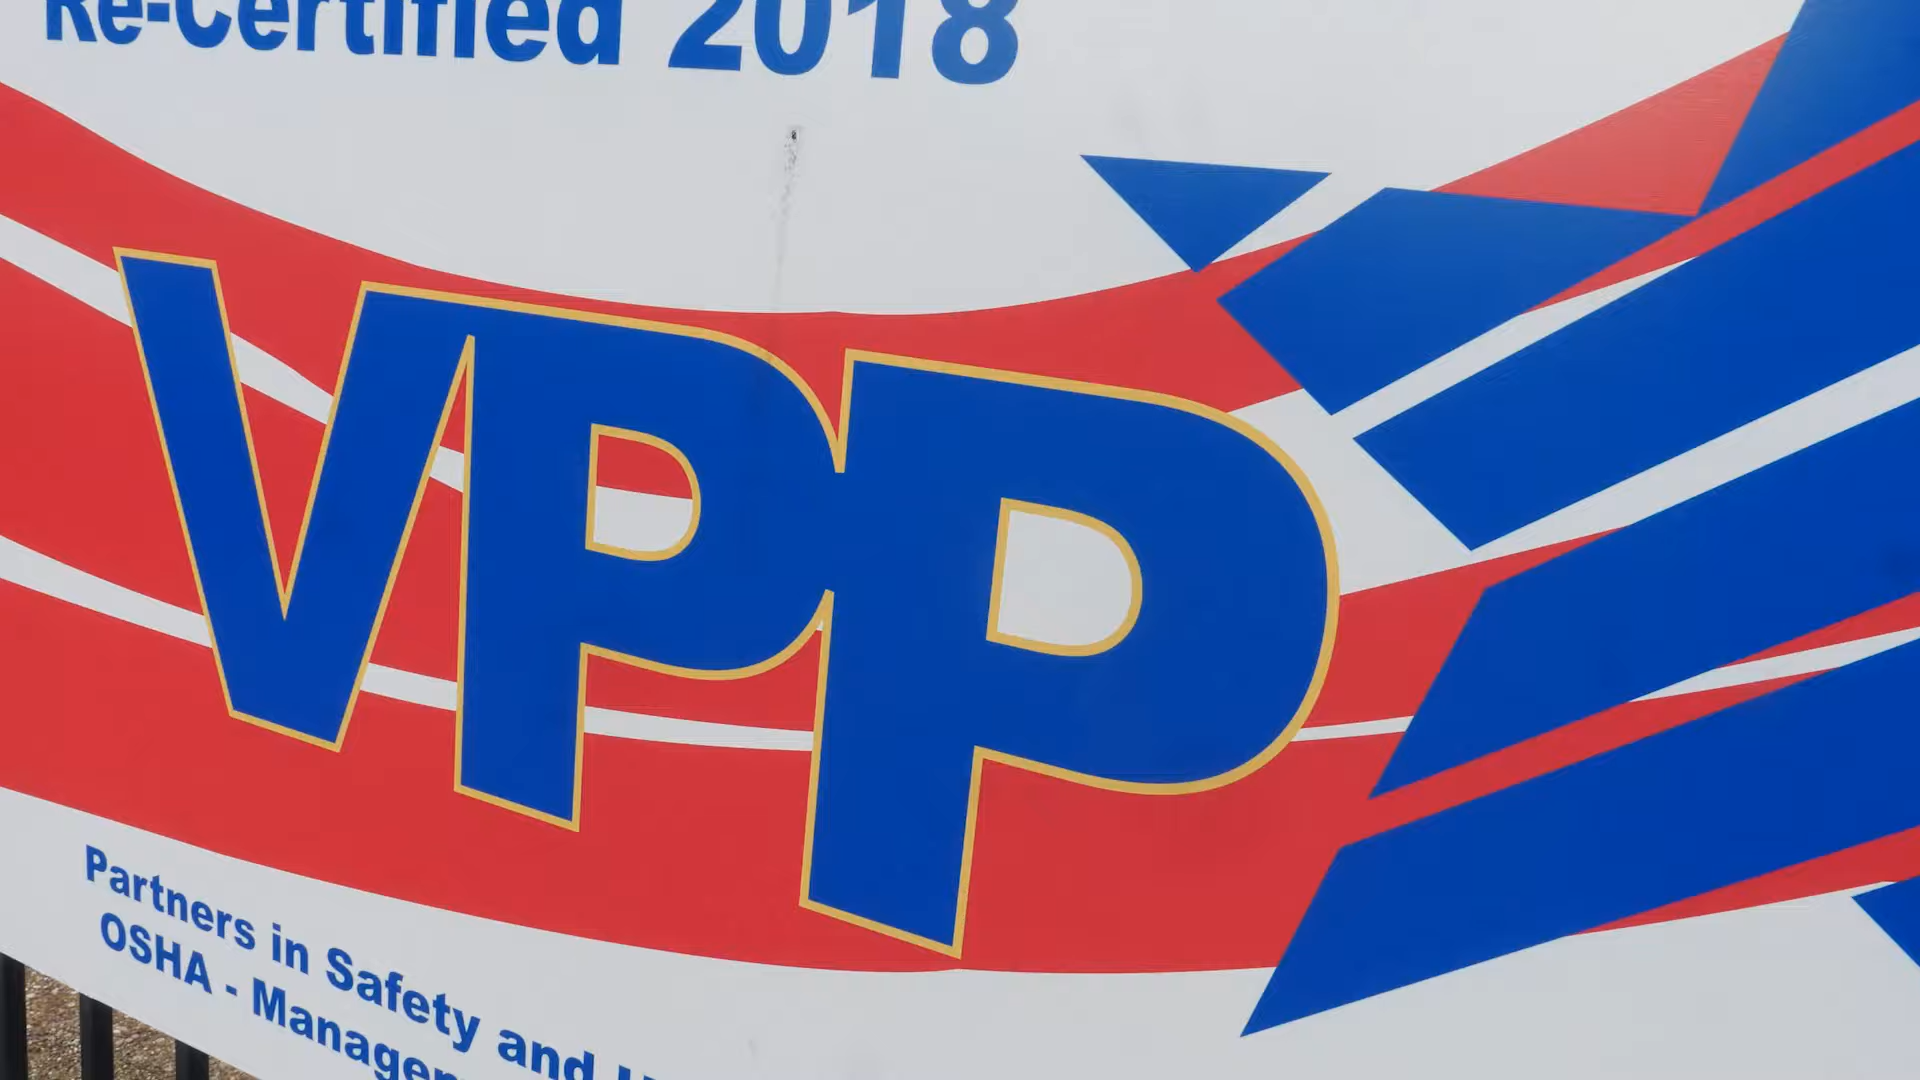 Re-Certified 2018
VPP
Partners in Safety and
OSHA - Managem